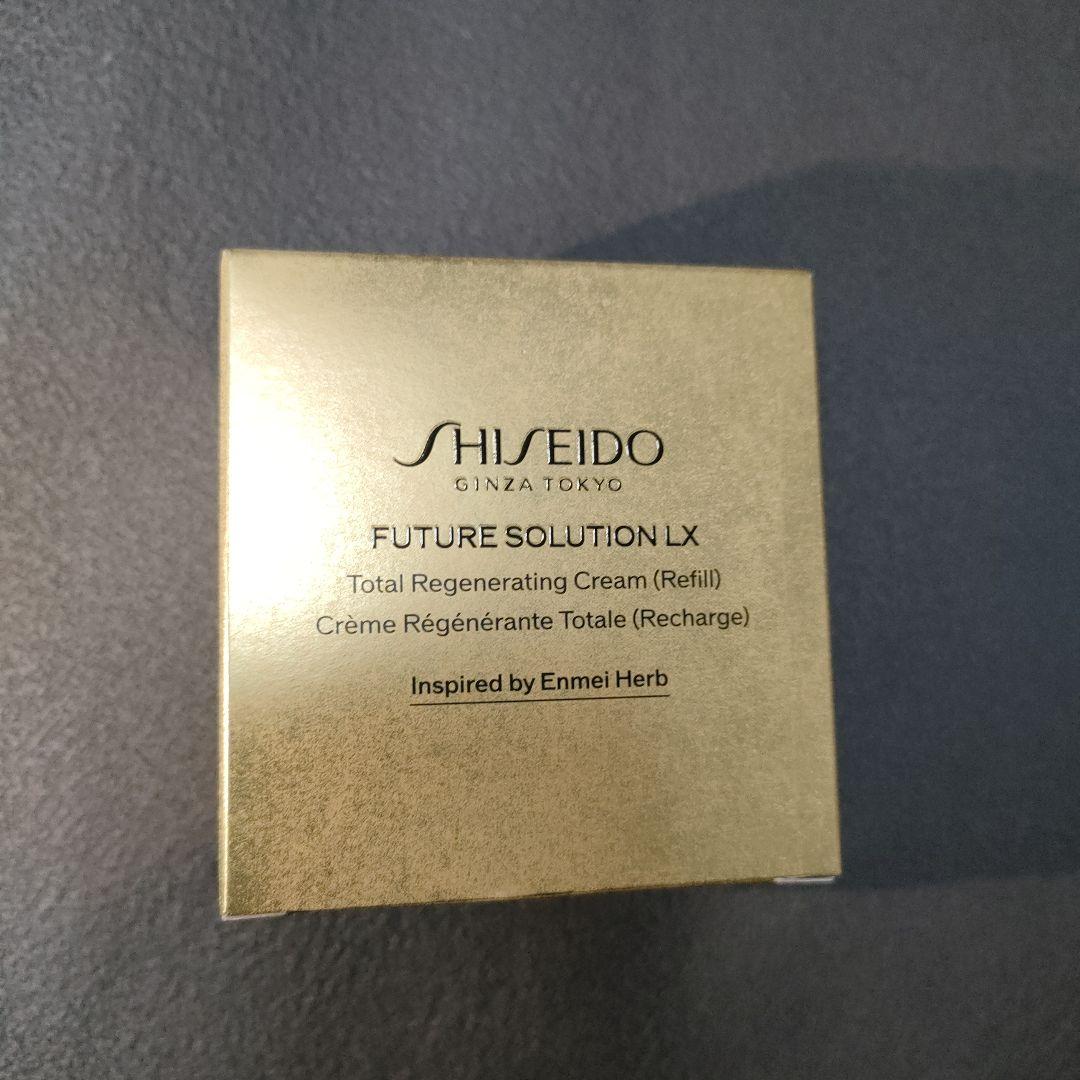 SHISEIDO
GINZA TOKYO
FUTURE SOLUTION LX
Total Regenerating Cream (Refill)
Crème Régénérante Totale (Recharge)
Inspired by Enmei Herb